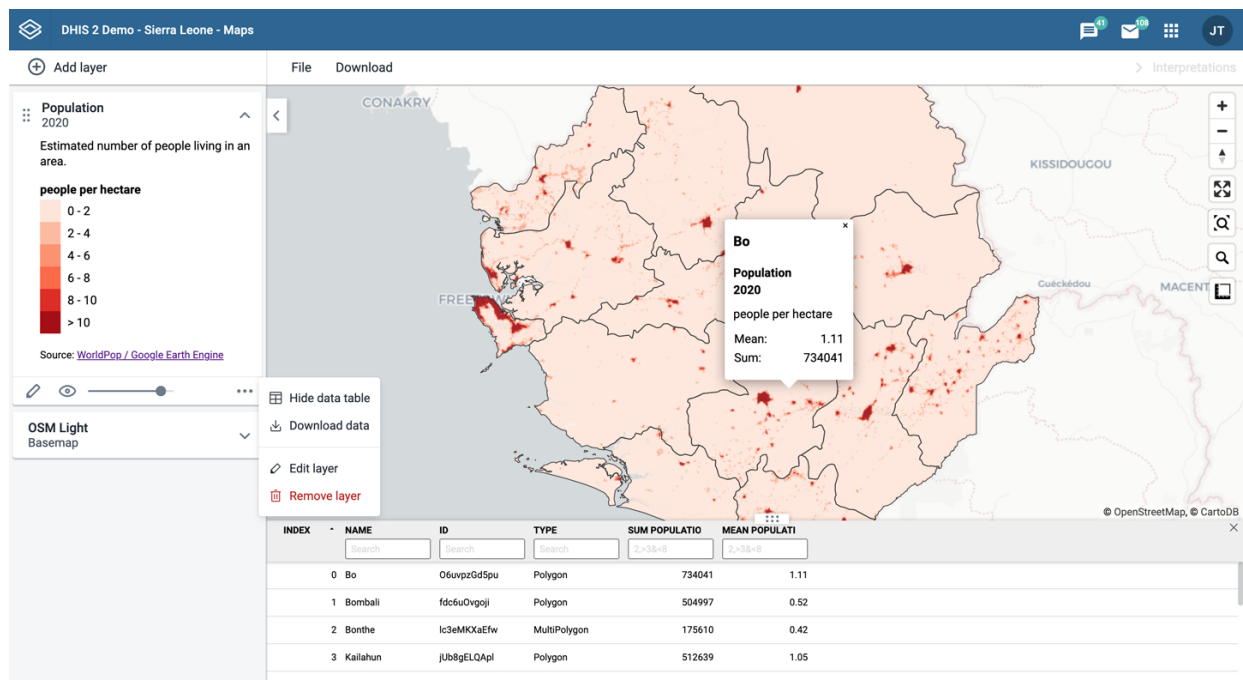 DHIS 2 Demo - Sierra Leone - Maps
41
108
JT
Add layer
File
Download
Interpretations
Population
2020
Estimated number of people living in an
area.
people per hectare
0 - 2
2 - 4
4 - 6
6 - 8
8 - 10
> 10
Source: WorldPop / Google Earth Engine
OSM Light
Basemap
Hide data table
Download data
Edit layer
Remove layer
CONAKRY
KISSIDOUGOU
Guéckédou
MACENT
Bo
Population
2020
people per hectare
Mean: 1.11
Sum: 734041
© OpenStreetMap, © CartoDB
INDEX NAME ID TYPE SUM POPULATIO MEAN POPULATI
Search Search Search 2,>3&<8 2,>3&<8
0 Bo O6uvpzGd5pu Polygon 734041 1.11
1 Bombali fdc6uOvgoji Polygon 504997 0.52
2 Bonthe lc3eMKXaEfw MultiPolygon 175610 0.42
3 Kailahun jUb8gELQApl Polygon 512639 1.05